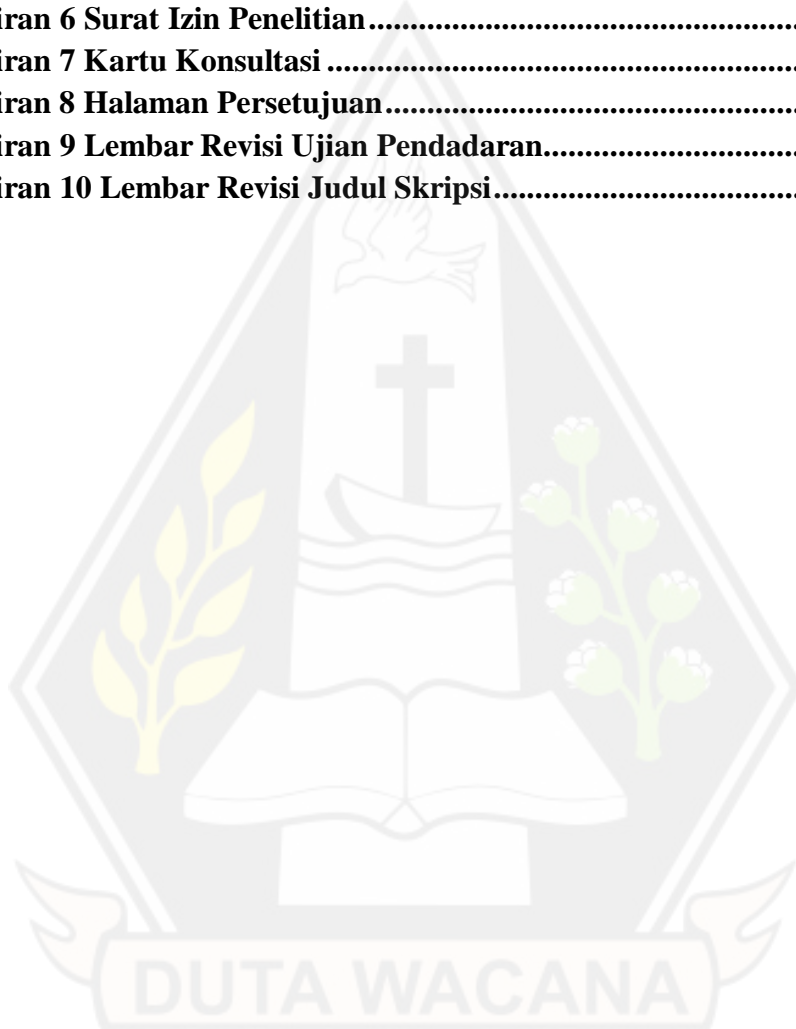 iran 6 Surat Izin Penelitian........................................
iran 7 Kartu Konsultasi ........................................
iran 8 Halaman Persetujuan........................................
iran 9 Lembar Revisi Ujian Pendadaran........................
iran 10 Lembar Revisi Judul Skripsi............................
DUTA WACANA